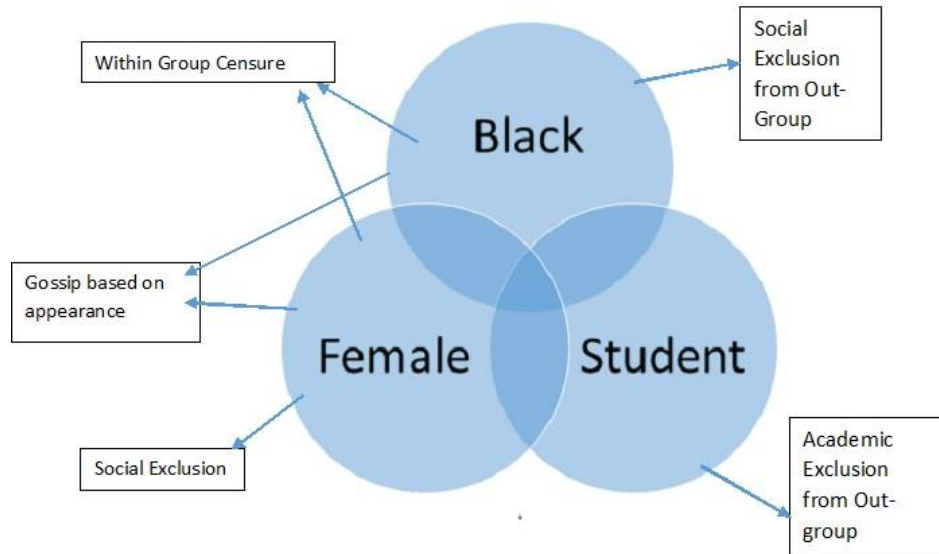 Within Group Censure
Social
Exclusion
from Out-
Group
Black
Gossip based on
appearance
Female
Student
Social Exclusion
Academic
Exclusion
from Out-
group